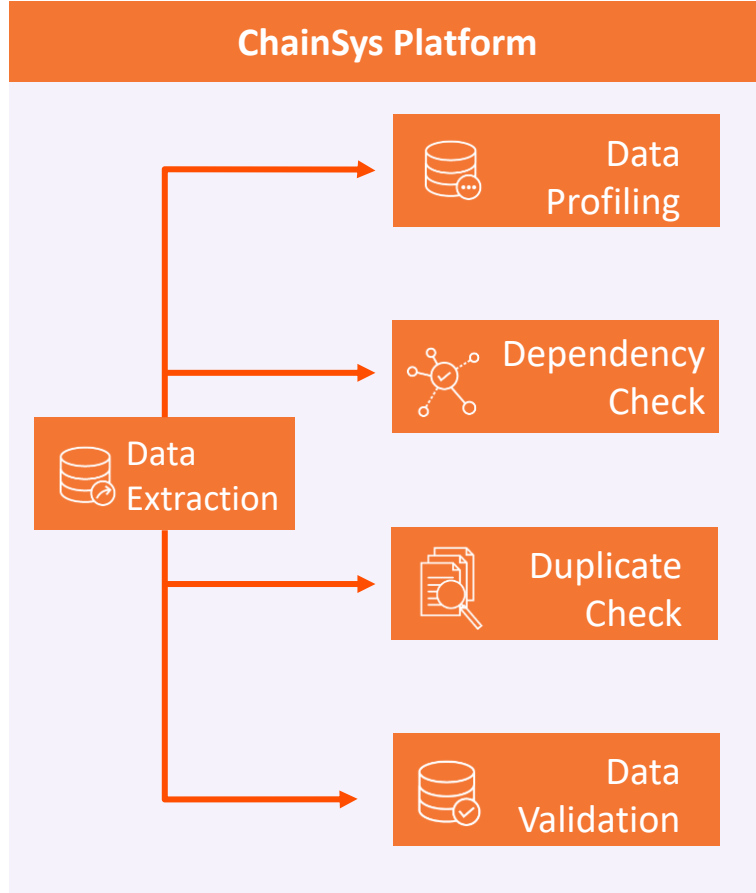 ChainSys Platform
Data
Profiling
Dependency
Check
Data
Extraction
Duplicate
Check
Data
Validation